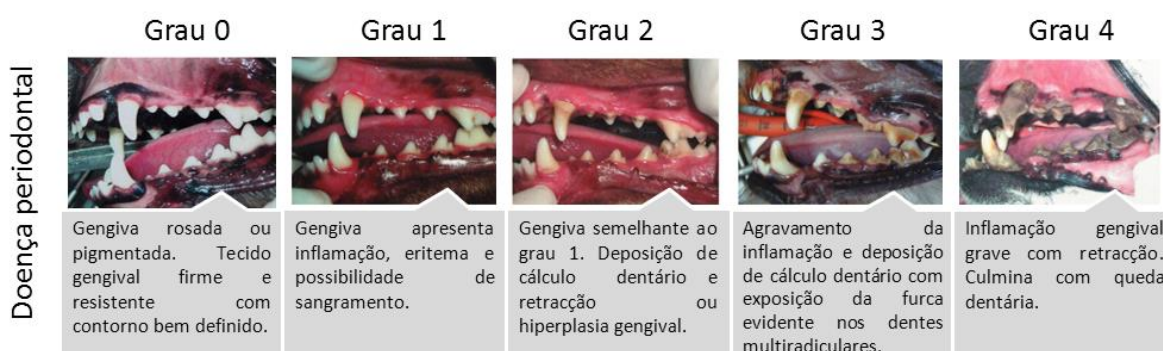 Grau 0
Grau 1
Grau 2
Grau 3
Grau 4
Doença periodontal
Gengiva rosada ou
pigmentada. Tecido
gengival firme e
resistente com
contorno bem definido.
Gengiva apresenta
inflamação, eritema e
possibilidade de
sangramento.
Gengiva semelhante ao
grau 1. Deposição de
cálculo dentário e
retracção ou
hiperplasia gengival.
Agravamento da
inflamação e deposição
de cálculo dentário com
exposição da furca
evidente nos dentes
multiradiculares.
Inflamação gengival
grave com retracção.
Culmina com queda
dentária.